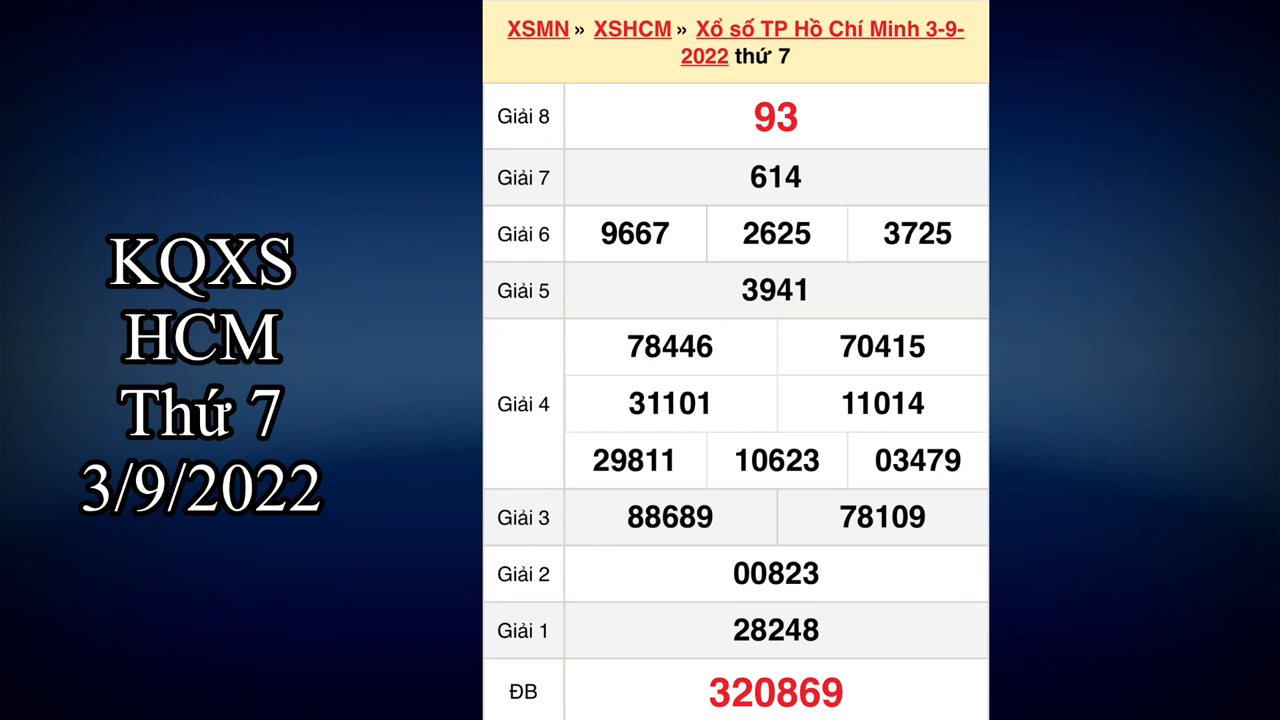 XSMN » XSHCM » Xổ số TP Hồ Chí Minh 3-9-
2022 thứ 7
Giải 8 93
Giải 7 614
Giải 6 9667 2625 3725
Giải 5 3941
Giải 4 78446 70415
31101 11014
29811 10623 03479
Giải 3 88689 78109
Giải 2 00823
Giải 1 28248
ĐB 320869
KQXS
HCM
Thứ 7
3/9/2022